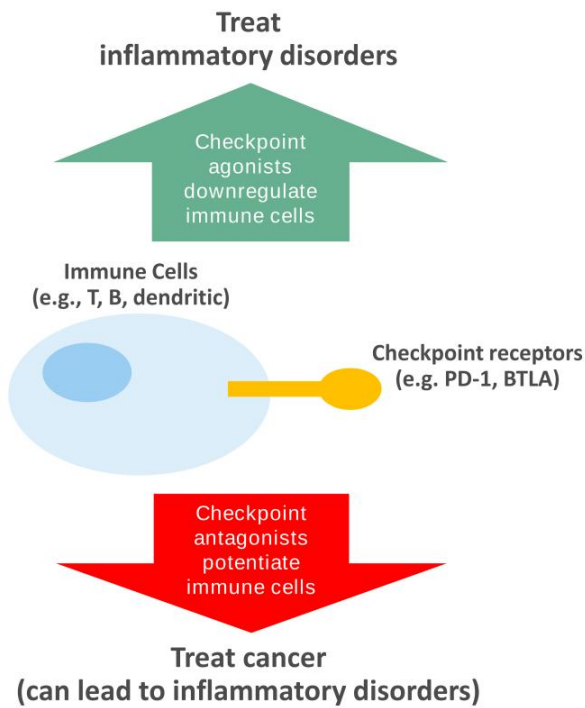 Treat
inflammatory disorders
Checkpoint
agonists
downregulate
immune cells
Immune Cells
(e.g., T, B, dendritic)
Checkpoint receptors
(e.g. PD-1, BTLA)
Checkpoint
antagonists
potentiate
immune cells
Treat cancer
(can lead to inflammatory disorders)